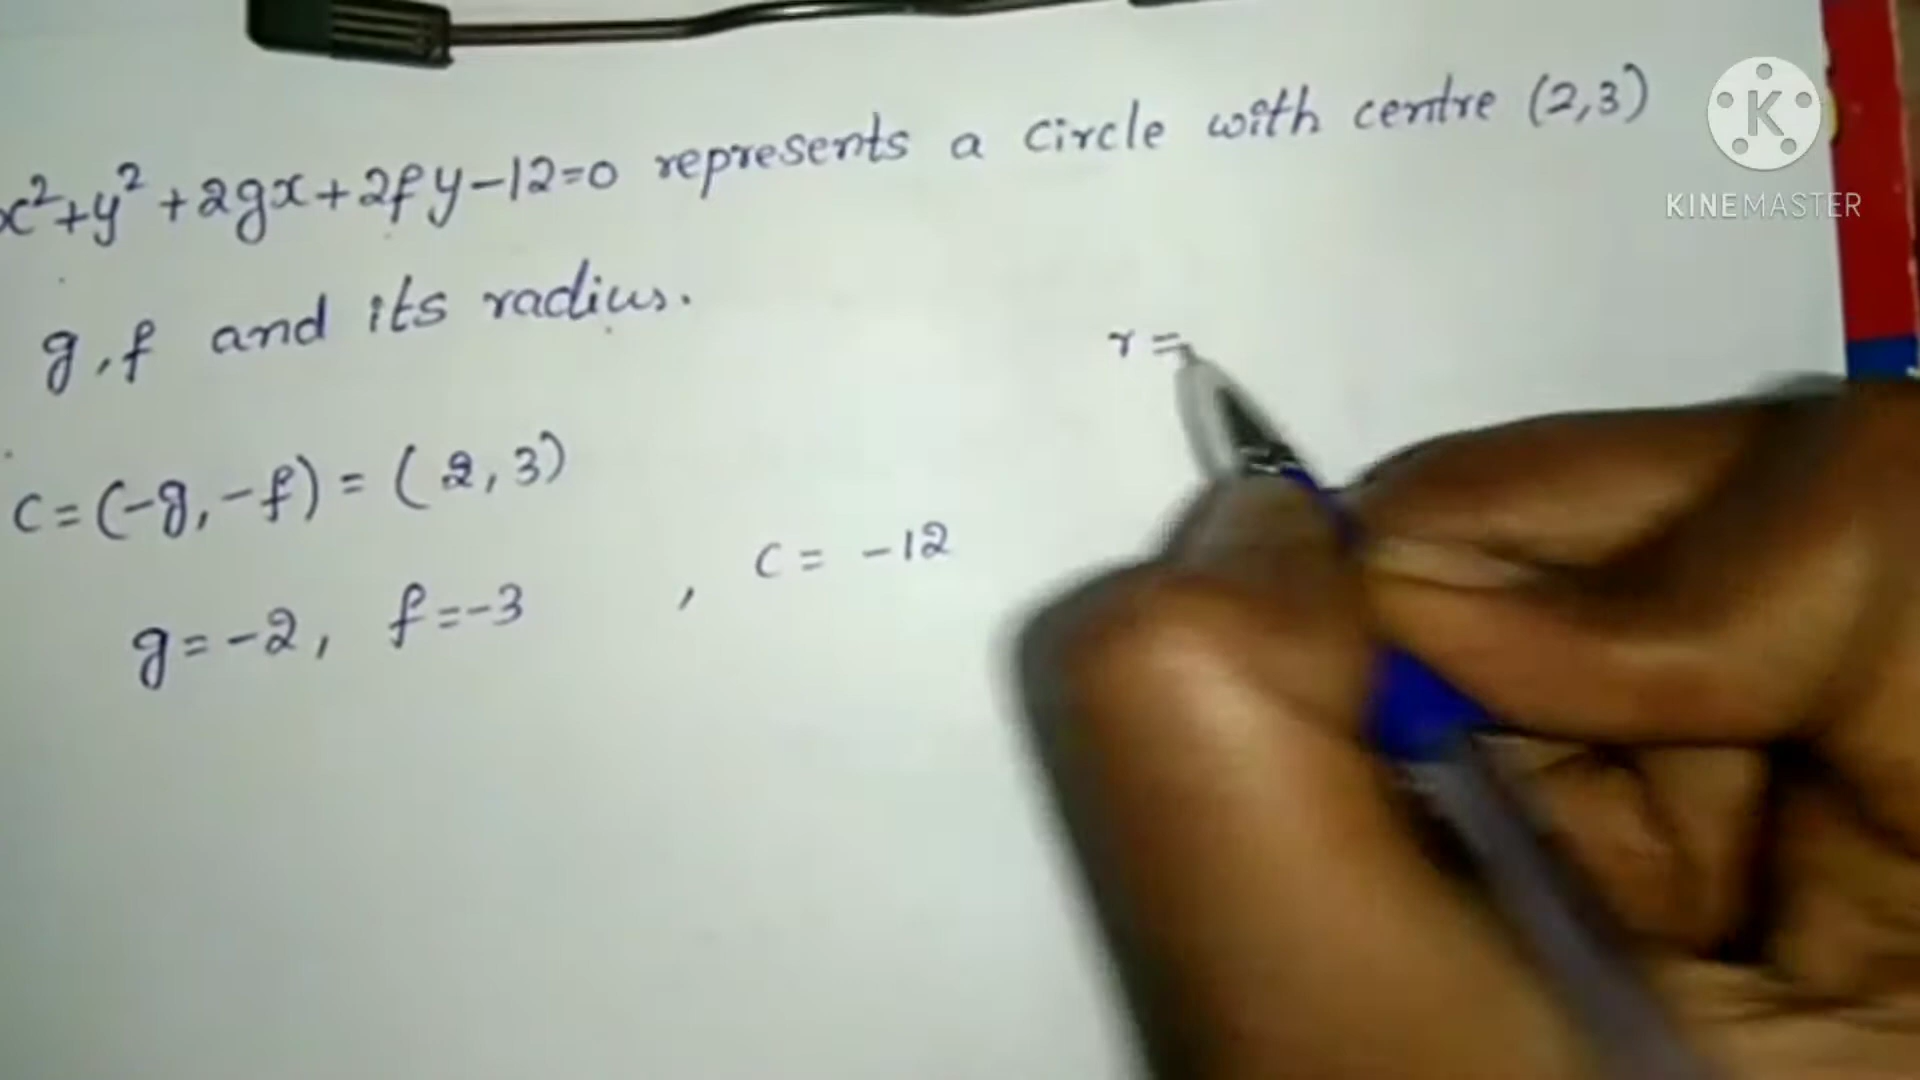 x²+y²+2gx+2fy-12=0 represents a circle with centre (2,3)
g,f and its radius.
r=
C=(-g,-f)=(2,3)
g=-2, f=-3 , c=-12
K
KINEMASTER